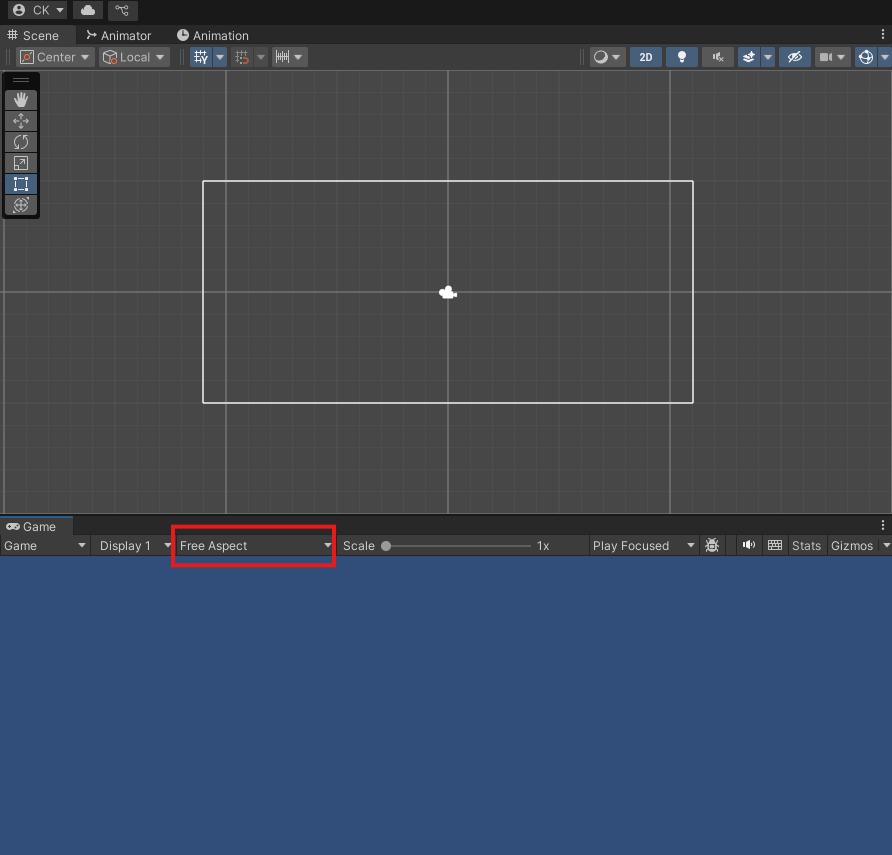 CK
Scene Animator Animation
Center Local 2D
Game
Game Display 1 Free Aspect Scale 1x Play Focused Stats Gizmos